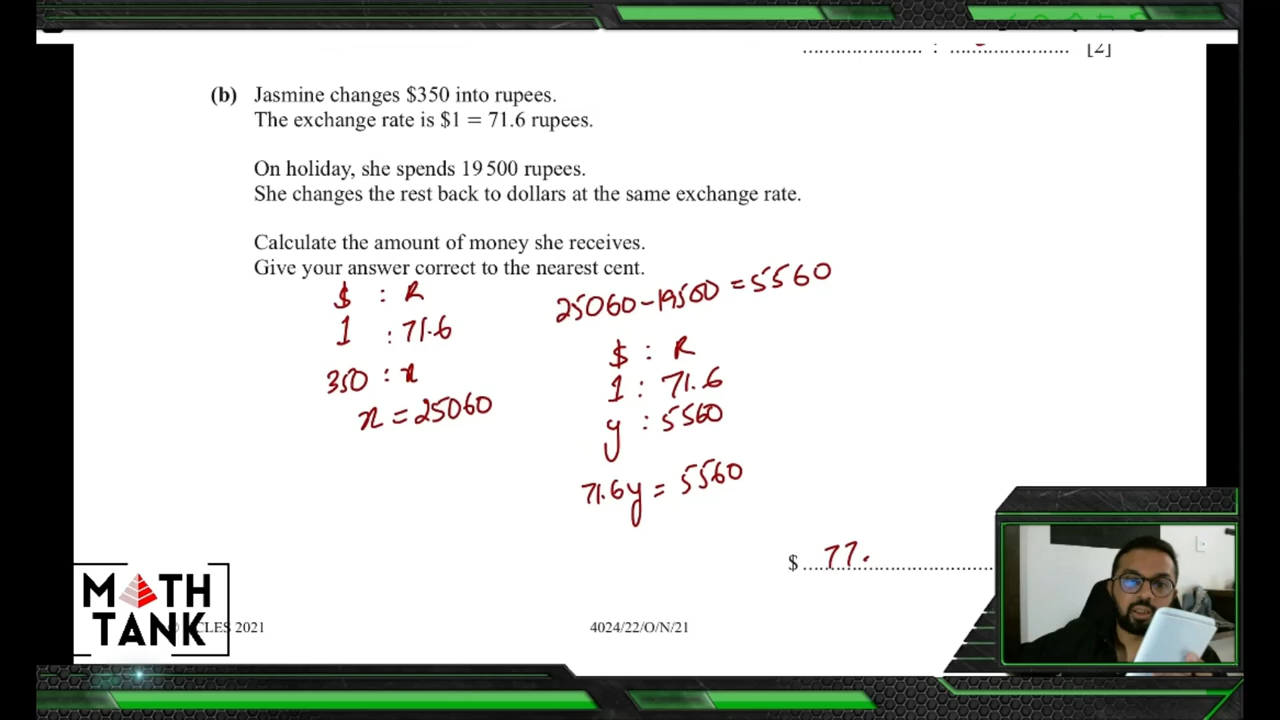 .................... : .................... [2]
(b) Jasmine changes $350 into rupees.
The exchange rate is $1 = 71.6 rupees.
On holiday, she spends 19 500 rupees.
She changes the rest back to dollars at the same exchange rate.
Calculate the amount of money she receives.
Give your answer correct to the nearest cent.
$ : R
1 : 71.6
350 : x
x = 25060
25060 - 19500 = 5560
$ : R
1 : 71.6
y : 5560
71.6y = 5560
$ 77.
MATH
TANK
CLES 2021
4024/22/O/N/21